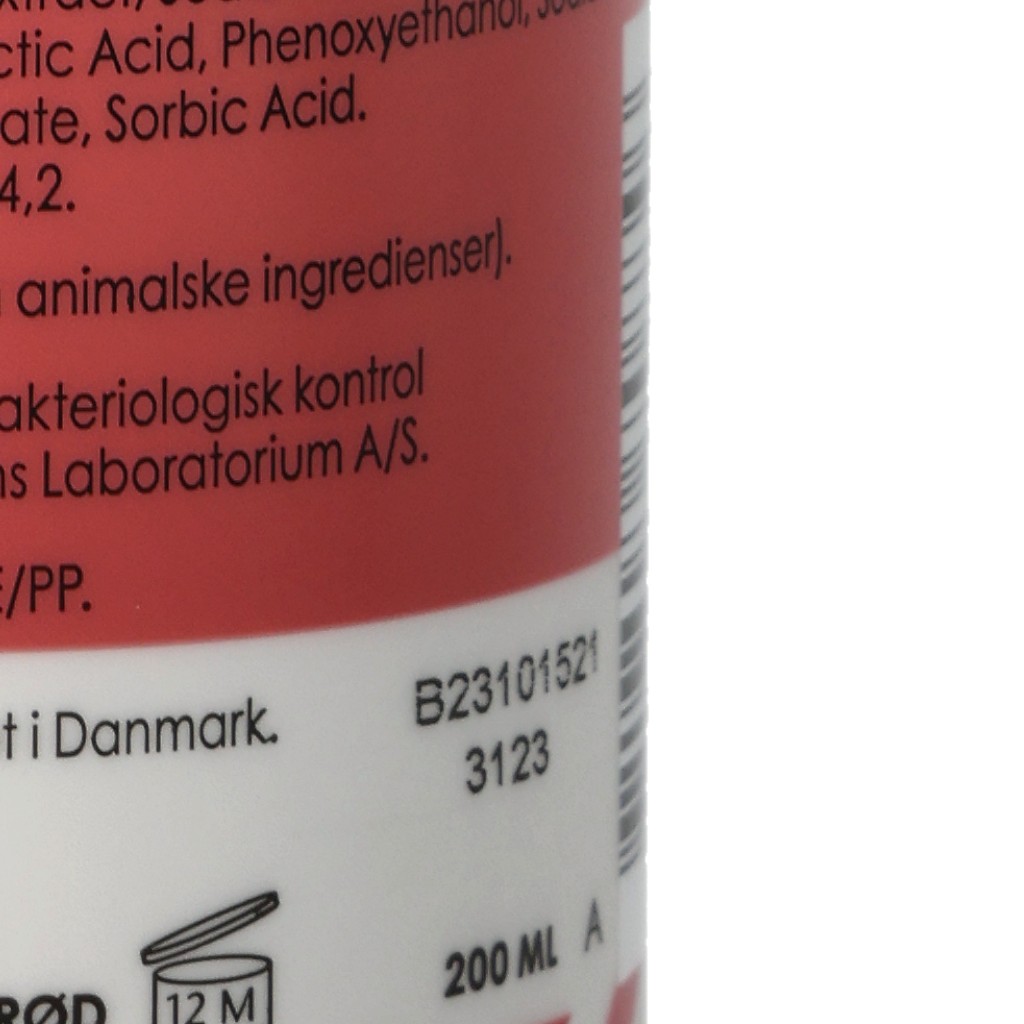 ctic Acid, Phenoxyethanol,
ate, Sorbic Acid.
4,2.
animalske ingredienser).
akteriologisk kontrol
ns Laboratorium A/S.
E/PP.
t i Danmark.
B23101521
3123
200 ML A
RØD
12 M